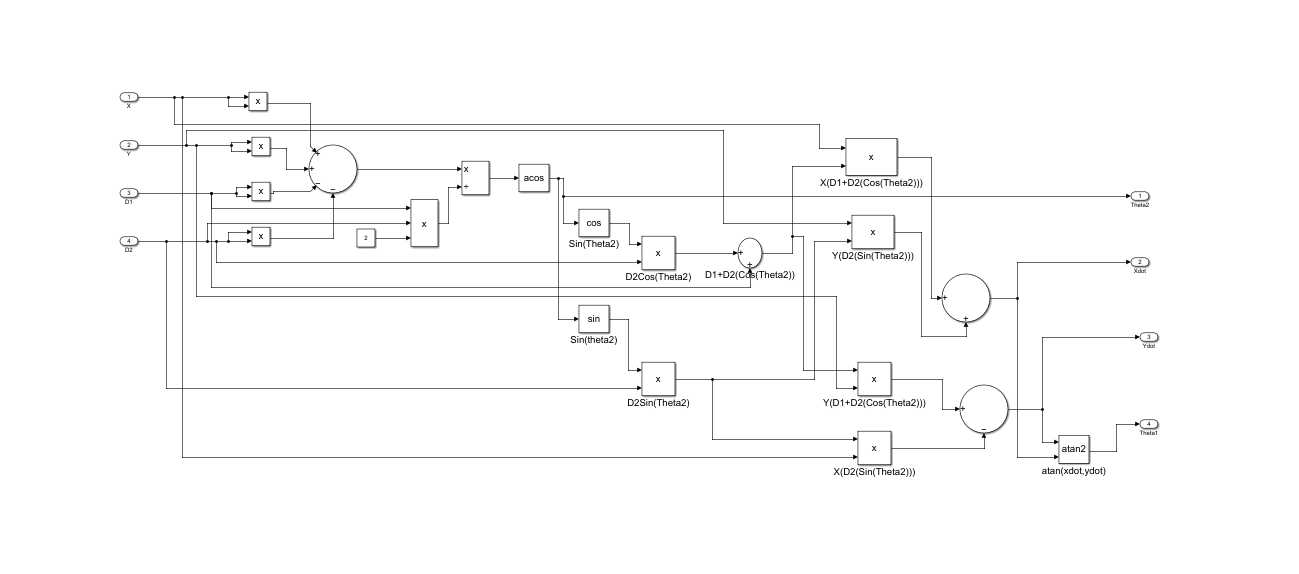 1
X
x
2
Y
x
3
D1
x
4
D2
x
+
+
−
−
x
2
x
÷
acos
cos
Sin(Theta2)
x
D2Cos(Theta2)
+
+
D1+D2(Cos(Theta2))
sin
Sin(theta2)
x
D2Sin(Theta2)
x
X(D1+D2(Cos(Theta2)))
x
Y(D2(Sin(Theta2)))
x
Y(D1+D2(Cos(Theta2)))
x
X(D2(Sin(Theta2)))
+
+
+
−
atan2
atan(xdot,ydot)
1
Theta2
2
Xdot
3
Ydot
4
Theta1